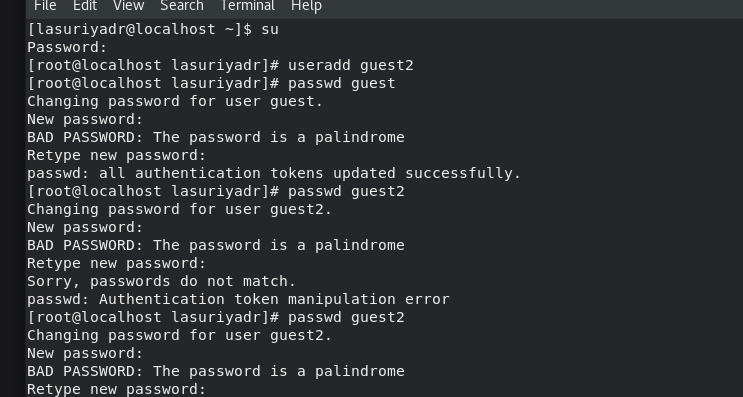 File Edit View Search Terminal Help
[lasuriyadr@localhost ~]$ su
Password:
[root@localhost lasuriyadr]# useradd guest2
[root@localhost lasuriyadr]# passwd guest
Changing password for user guest.
New password:
BAD PASSWORD: The password is a palindrome
Retype new password:
passwd: all authentication tokens updated successfully.
[root@localhost lasuriyadr]# passwd guest2
Changing password for user guest2.
New password:
BAD PASSWORD: The password is a palindrome
Retype new password:
Sorry, passwords do not match.
passwd: Authentication token manipulation error
[root@localhost lasuriyadr]# passwd guest2
Changing password for user guest2.
New password:
BAD PASSWORD: The password is a palindrome
Retype new password: